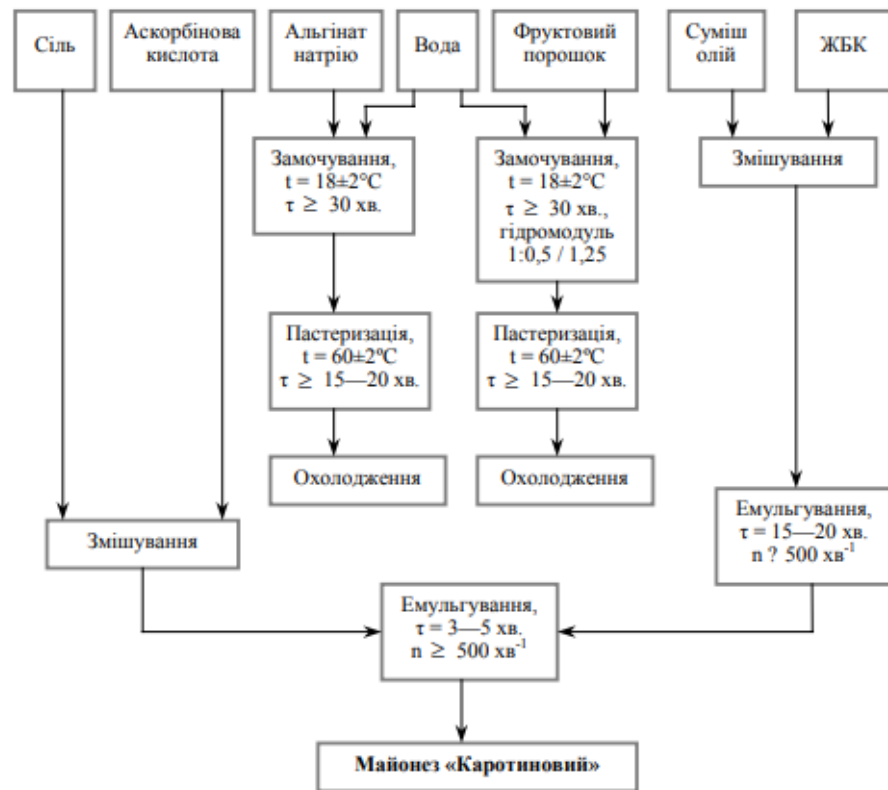 Сіль
Аскорбінова
кислота
Альгінат
натрію
Вода
Фруктовий
порошок
Суміш
олій
ЖБК
Замочування,
t = 18±2°С
τ ≥ 30 хв.
Замочування,
t = 18±2°С
τ ≥ 30 хв.,
гідромодуль
1:0,5 / 1,25
Змішування
Пастеризація,
t = 60±2ºС
τ ≥ 15—20 хв.
Пастеризація,
t = 60±2ºС
τ ≥ 15—20 хв.
Охолодження
Охолодження
Емульгування,
τ = 15—20 хв.
n ? 500 хв⁻¹
Змішування
Емульгування,
τ = 3—5 хв.
n ≥ 500 хв⁻¹
Майонез «Каротиновий»